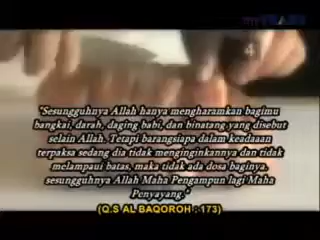 "Sesungguhnya Allah hanya mengharamkan bagimu
bangkai, darah, daging babi, dan binatang yang disebut
selain Allah. Tetapi barangsiapa dalam keadaaan
terpaksa sedang dia tidak menginginkannya dan tidak
melampaui batas, maka tidak ada dosa baginya.
sesungguhnya Allah Maha Pengampun lagi Maha
Penyayang."
(Q.S AL BAQOROH : 173)